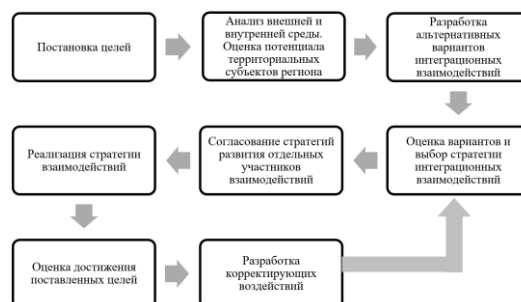 Постановка целей
Анализ внешней и
внутренней среды.
Оценка потенциала
территориальных
субъектов региона
Разработка
альтернативных
вариантов
интеграционных
взаимодействий
Реализация стратегии
взаимодействий
Согласование стратегий
развития отдельных
участников
взаимодействий
Оценка вариантов и
выбор стратегии
интеграционных
взаимодействий
Оценка достижения
поставленных целей
Разработка
корректирующих
воздействий